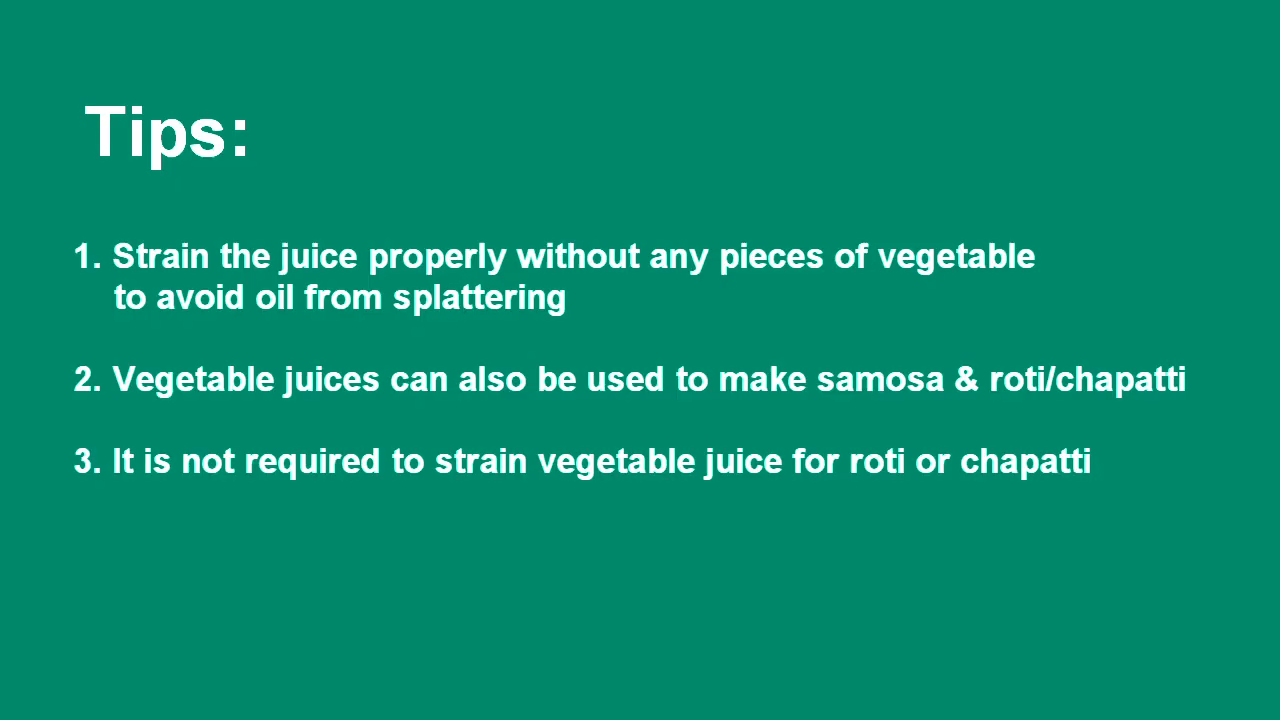 Tips:
1. Strain the juice properly without any pieces of vegetable
to avoid oil from splattering
2. Vegetable juices can also be used to make samosa & roti/chapatti
3. It is not required to strain vegetable juice for roti or chapatti